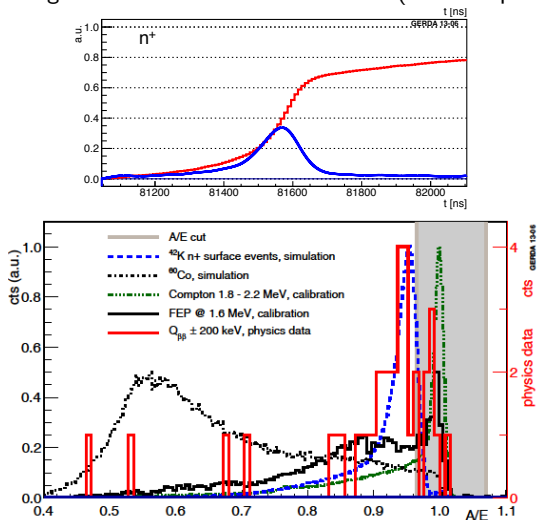 t [ns]
GERDA 13-06
a.u.
n+
1.0
0.8
0.6
0.4
0.2
0.0
81200 81400 81600 81800 82000
t [ns]
cts (a.u.)
1.0
0.8
0.6
0.4
0.2
0.0
A/E cut
42K n+ surface events, simulation
60Co, simulation
Compton 1.8 - 2.2 MeV, calibration
FEP @ 1.6 MeV, calibration
Qββ ± 200 keV, physics data
4
2
0
physics data cts
GERDA 13-06
0.4 0.5 0.6 0.7 0.8 0.9 1.0 1.1
A/E